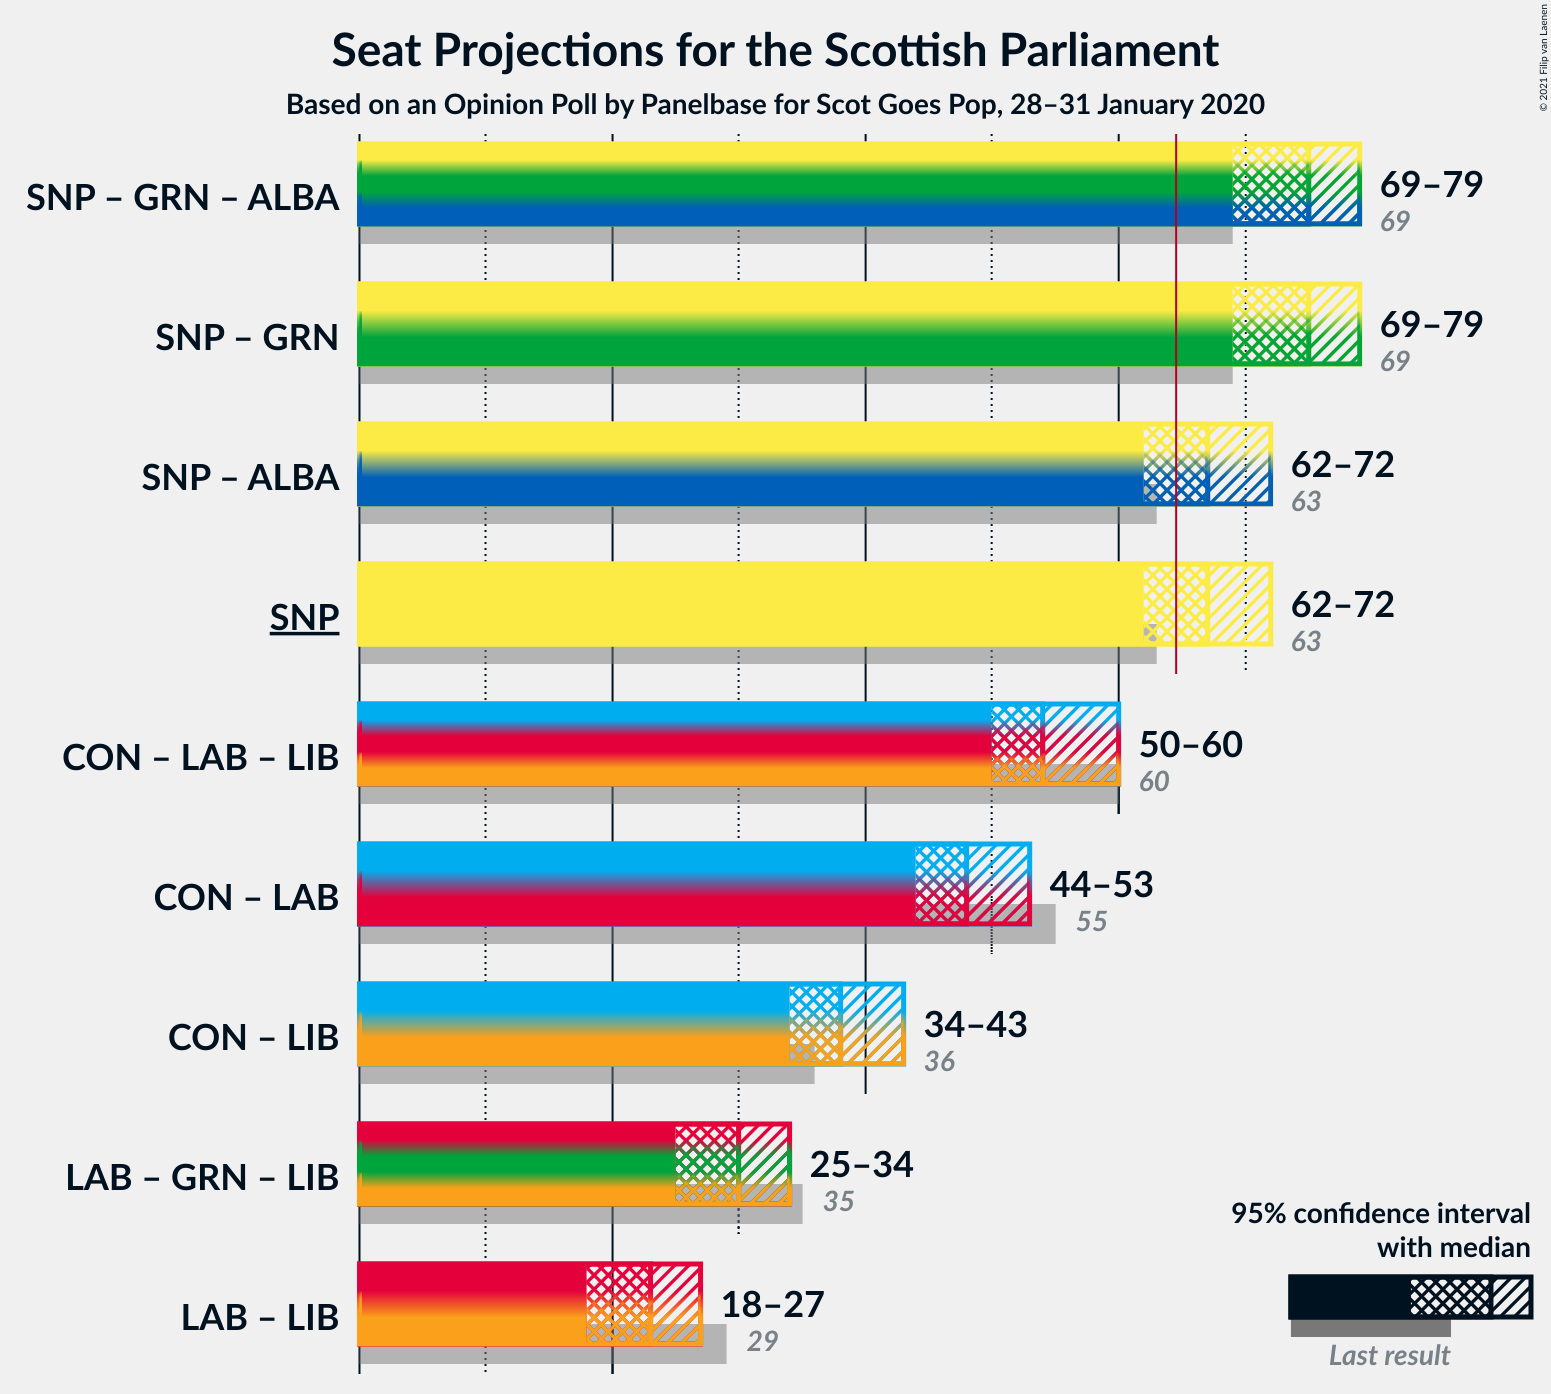 Seat Projections for the Scottish Parliament
Based on an Opinion Poll by Panelbase for Scot Goes Pop, 28–31 January 2020
© 2021 Filip van Laenen
SNP – GRN – ALBA
69–79
69
SNP – GRN
69–79
69
SNP – ALBA
62–72
63
SNP
62–72
63
CON – LAB – LIB
50–60
60
CON – LAB
44–53
55
CON – LIB
34–43
36
LAB – GRN – LIB
25–34
35
LAB – LIB
18–27
29
95% confidence interval
with median
Last result